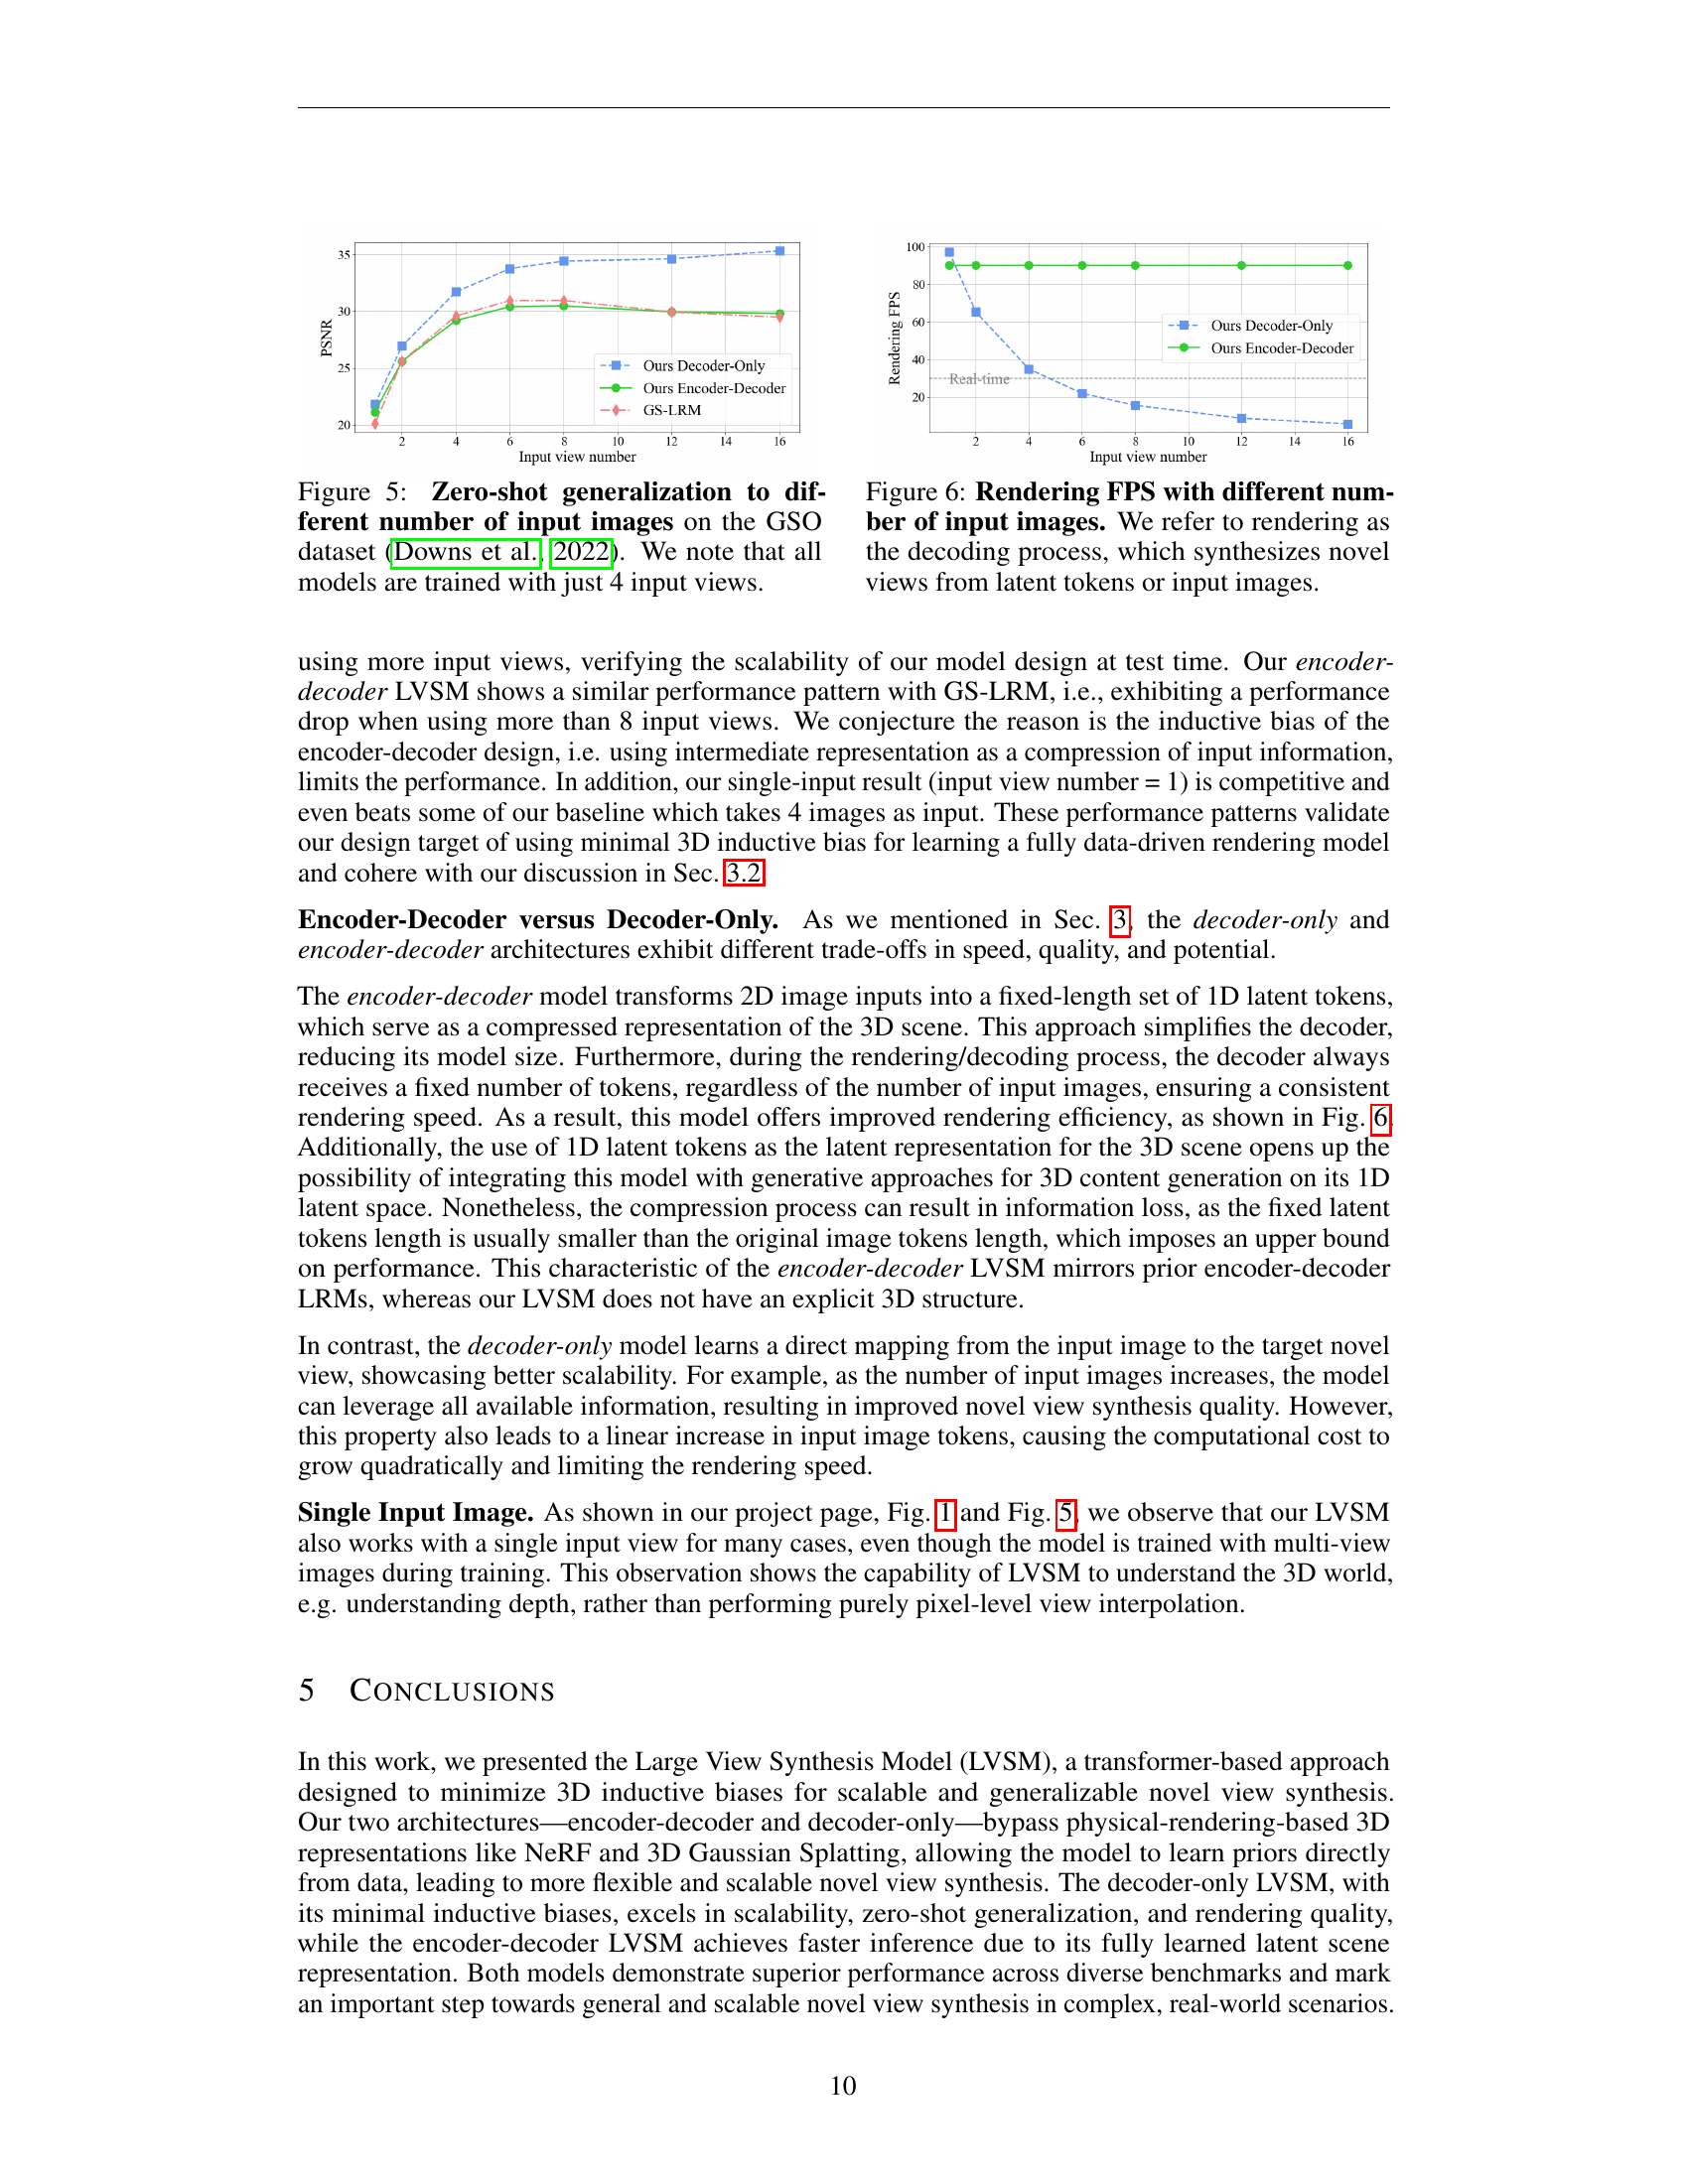 35
30
25
20
PSNR
2 4 6 8 10 12 14 16
Input view number
Ours Decoder-Only
Ours Encoder-Decoder
GS-LRM
100
80
60
40
20
Rendering FPS
Real-time
2 4 6 8 10 12 14 16
Input view number
Ours Decoder-Only
Ours Encoder-Decoder
Figure 5: Zero-shot generalization to dif-
ferent number of input images on the GSO
dataset (Downs et al., 2022). We note that all
models are trained with just 4 input views.
Figure 6: Rendering FPS with different num-
ber of input images. We refer to rendering as
the decoding process, which synthesizes novel
views from latent tokens or input images.
using more input views, verifying the scalability of our model design at test time. Our encoder-
decoder LVSM shows a similar performance pattern with GS-LRM, i.e., exhibiting a performance
drop when using more than 8 input views. We conjecture the reason is the inductive bias of the
encoder-decoder design, i.e. using intermediate representation as a compression of input information,
limits the performance. In addition, our single-input result (input view number = 1) is competitive and
even beats some of our baseline which takes 4 images as input. These performance patterns validate
our design target of using minimal 3D inductive bias for learning a fully data-driven rendering model
and cohere with our discussion in Sec. 3.2.
Encoder-Decoder versus Decoder-Only. As we mentioned in Sec. 3, the decoder-only and
encoder-decoder architectures exhibit different trade-offs in speed, quality, and potential.
The encoder-decoder model transforms 2D image inputs into a fixed-length set of 1D latent tokens,
which serve as a compressed representation of the 3D scene. This approach simplifies the decoder,
reducing its model size. Furthermore, during the rendering/decoding process, the decoder always
receives a fixed number of tokens, regardless of the number of input images, ensuring a consistent
rendering speed. As a result, this model offers improved rendering efficiency, as shown in Fig. 6.
Additionally, the use of 1D latent tokens as the latent representation for the 3D scene opens up the
possibility of integrating this model with generative approaches for 3D content generation on its 1D
latent space. Nonetheless, the compression process can result in information loss, as the fixed latent
tokens length is usually smaller than the original image tokens length, which imposes an upper bound
on performance. This characteristic of the encoder-decoder LVSM mirrors prior encoder-decoder
LRMs, whereas our LVSM does not have an explicit 3D structure.
In contrast, the decoder-only model learns a direct mapping from the input image to the target novel
view, showcasing better scalability. For example, as the number of input images increases, the model
can leverage all available information, resulting in improved novel view synthesis quality. However,
this property also leads to a linear increase in input image tokens, causing the computational cost to
grow quadratically and limiting the rendering speed.
Single Input Image. As shown in our project page, Fig. 1 and Fig. 5, we observe that our LVSM
also works with a single input view for many cases, even though the model is trained with multi-view
images during training. This observation shows the capability of LVSM to understand the 3D world,
e.g. understanding depth, rather than performing purely pixel-level view interpolation.
5 CONCLUSIONS
In this work, we presented the Large View Synthesis Model (LVSM), a transformer-based approach
designed to minimize 3D inductive biases for scalable and generalizable novel view synthesis.
Our two architectures—encoder-decoder and decoder-only—bypass physical-rendering-based 3D
representations like NeRF and 3D Gaussian Splatting, allowing the model to learn priors directly
from data, leading to more flexible and scalable novel view synthesis. The decoder-only LVSM, with
its minimal inductive biases, excels in scalability, zero-shot generalization, and rendering quality,
while the encoder-decoder LVSM achieves faster inference due to its fully learned latent scene
representation. Both models demonstrate superior performance across diverse benchmarks and mark
an important step towards general and scalable novel view synthesis in complex, real-world scenarios.
10